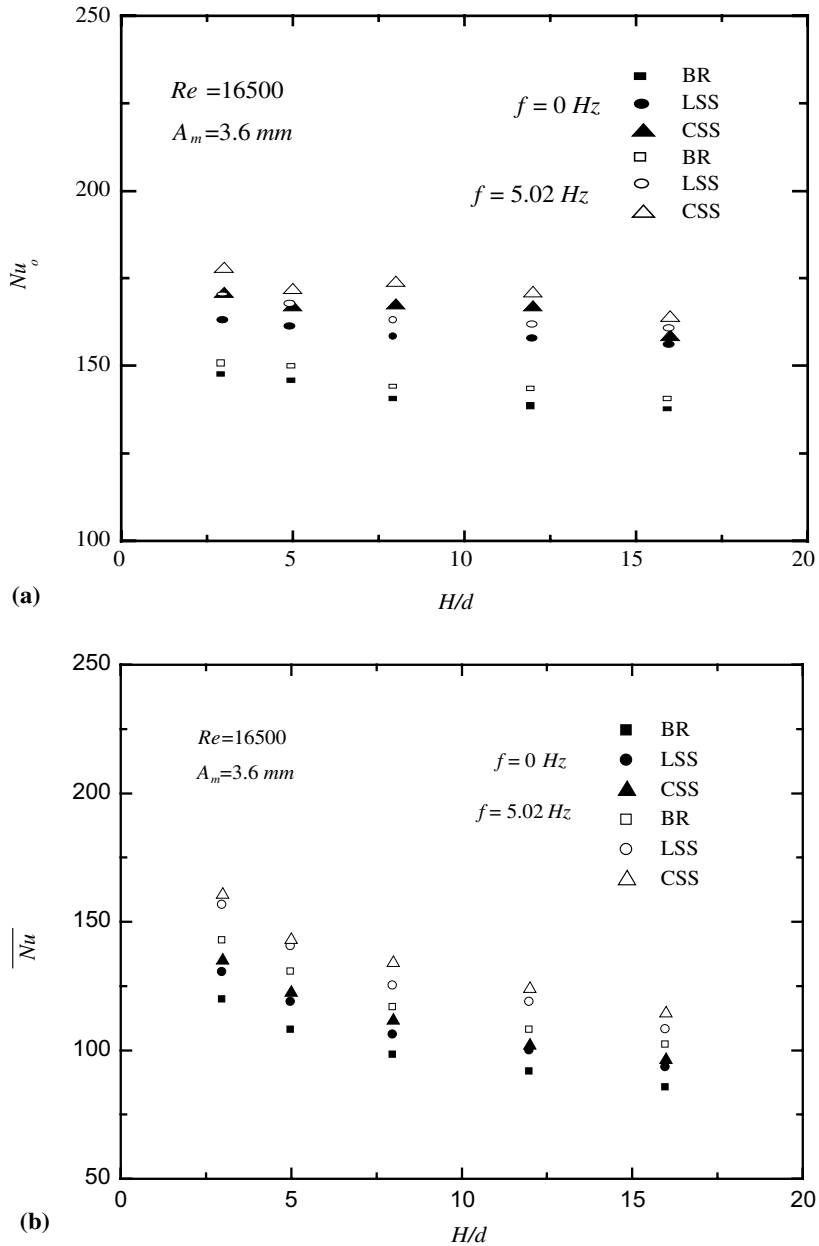 250
200
150
100
0
5
10
15
20
Nu_o
H/d
(a)
Re =16500
A_m=3.6 mm
f = 0 Hz
f = 5.02 Hz
BR
LSS
CSS
BR
LSS
CSS
250
200
150
100
50
0
5
10
15
20
Nu
H/d
(b)
Re=16500
A_m=3.6 mm
f = 0 Hz
f = 5.02 Hz
BR
LSS
CSS
BR
LSS
CSS